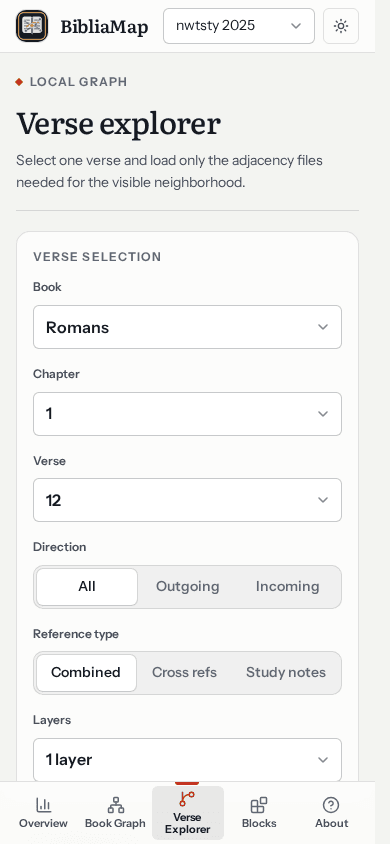 BibliaMap
nwtsty 2025
LOCAL GRAPH
Verse explorer
Select one verse and load only the adjacency files
needed for the visible neighborhood.
VERSE SELECTION
Book
Romans
Chapter
1
Verse
12
Direction
All Outgoing Incoming
Reference type
Combined Cross refs Study notes
Layers
1 layer
Overview Book Graph Verse Explorer Blocks About